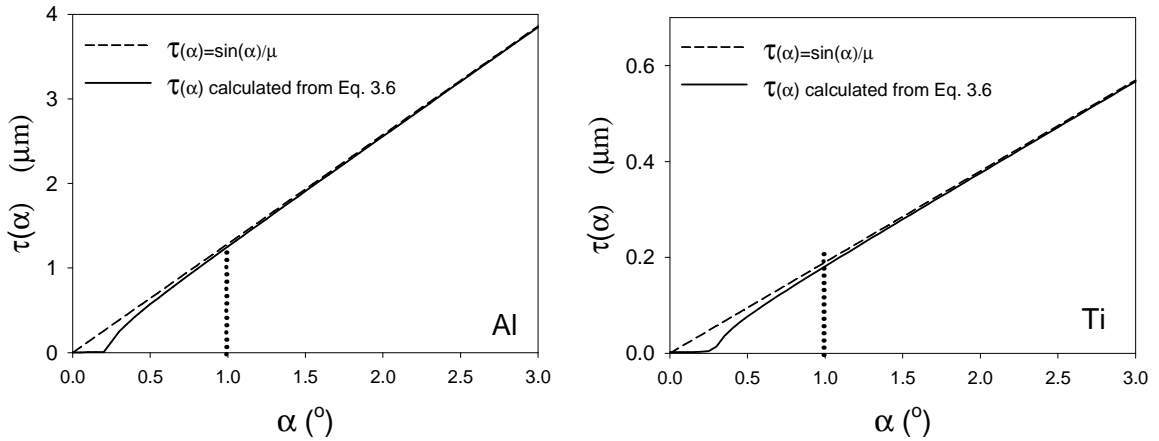 τ(α) (μm)
4
3
2
1
0
τ(α)=sin(α)/μ
τ(α) calculated from Eq. 3.6
Al
0.0 0.5 1.0 1.5 2.0 2.5 3.0
α (°)
τ(α) (μm)
0.6
0.4
0.2
0.0
τ(α)=sin(α)/μ
τ(α) calculated from Eq. 3.6
Ti
0.0 0.5 1.0 1.5 2.0 2.5 3.0
α (°)